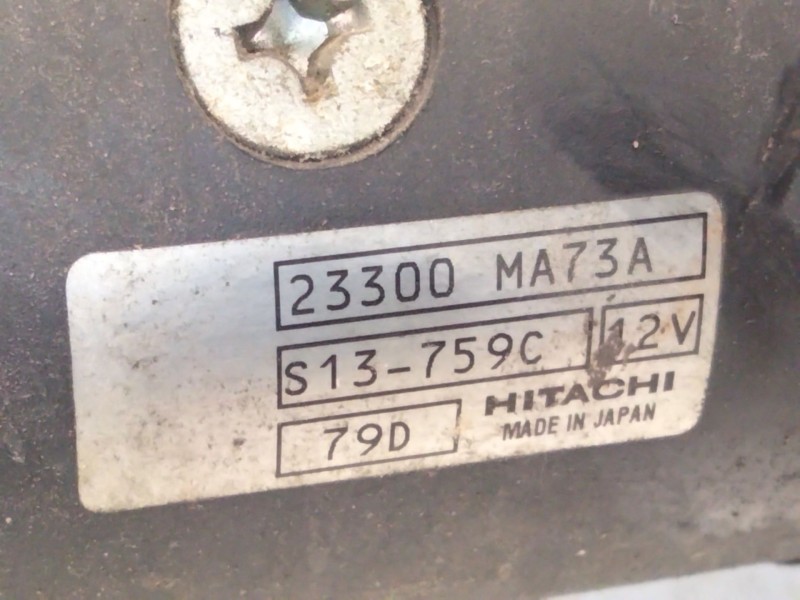 23300 MA73A
S13-759C 12V
79D HITACHI
MADE IN JAPAN